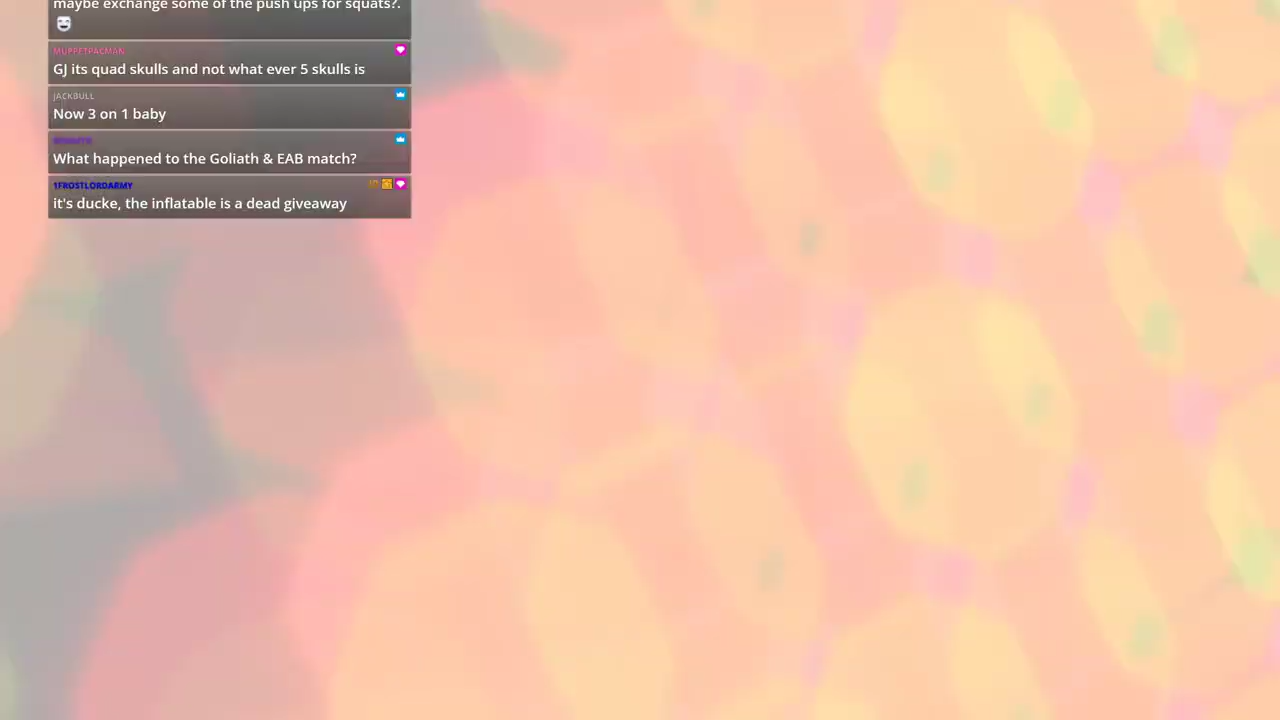 maybe exchange some of the push ups for squats?.
MUPPETPACMAN
GJ its quad skulls and not what ever 5 skulls is
JACKBULL
Now 3 on 1 baby
What happened to the Goliath & EAB match?
1FROSTLORDARMY
it's ducke, the inflatable is a dead giveaway